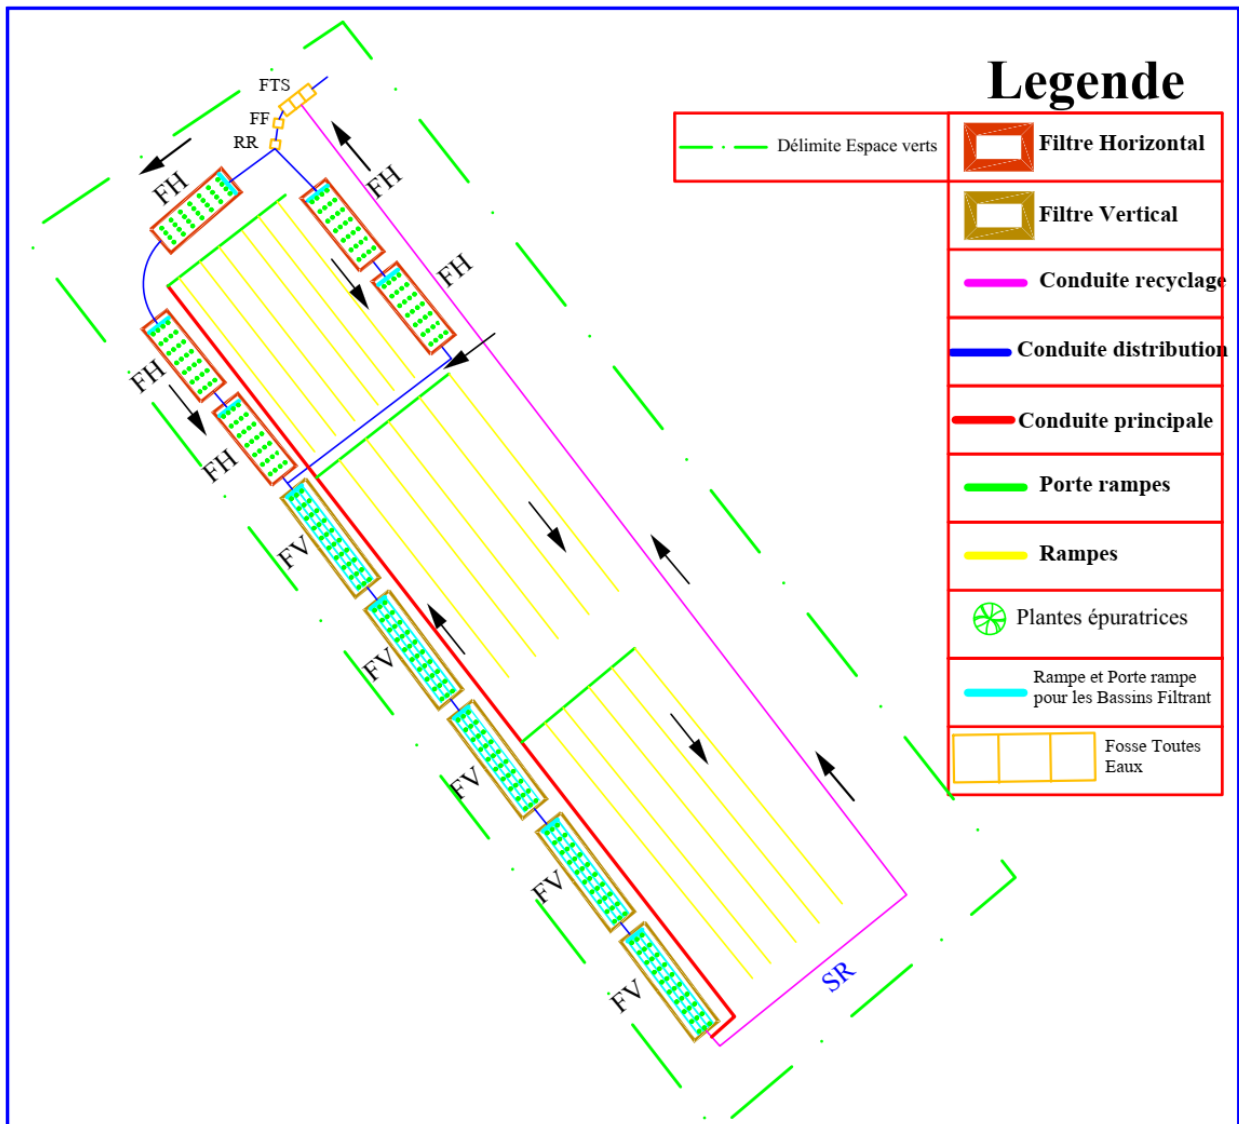 Legende
Délimite Espace verts
Filtre Horizontal
Filtre Vertical
Conduite recyclage
Conduite distribution
Conduite principale
Porte rampes
Rampes
Plantes épuratrices
Rampe et Porte rampe
pour les Bassins Filtrant
Fosse Toutes
Eaux
FTS
FF
RR
FH
FH
FH
FH
FH
FV
FV
FV
FV
FV
SR